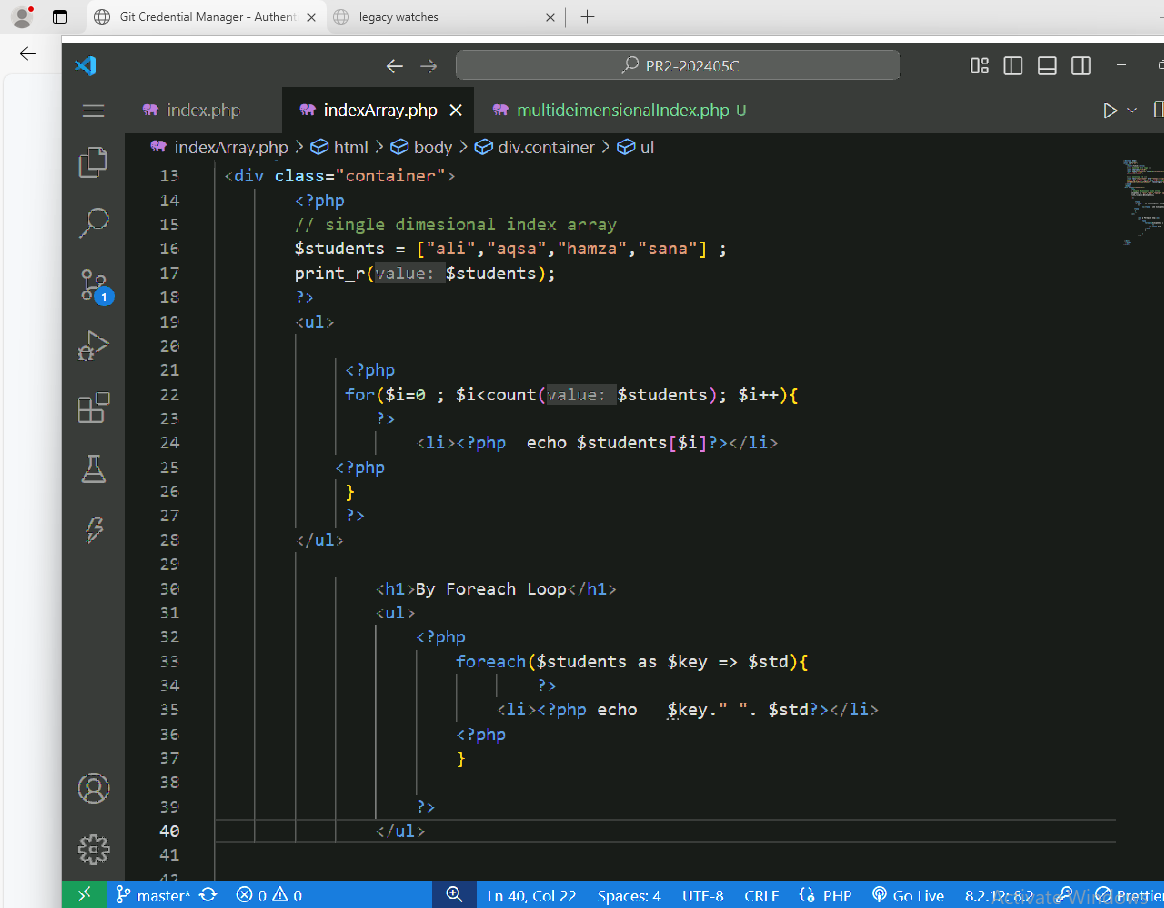 Git Credential Manager - Authent
legacy watches
PR2-202405C
index.php
indexArray.php
multideimensionalIndex.php U
indexArray.php > html > body > div.container > ul
13 <div class="container">
14 <?php
15 // single dimesional index array
16 $students = ["ali","aqsa","hamza","sana"] ;
17 print_r(value: $students);
18 ?>
19 <ul>
20
21 <?php
22 for($i=0 ; $i<count(value: $students); $i++){
23 ?>
24 <li><?php  echo $students[$i]?></li>
25 <?php
26 }
27 ?>
28 </ul>
29
30 <h1>By Foreach Loop</h1>
31 <ul>
32 <?php
33 foreach($students as $key => $std){
34 ?>
35 <li><?php echo   $key." ". $std?></li>
36 <?php
37 }
38
39 ?>
40 </ul>
41
42
1
master* 0 0 Ln 40, Col 22 Spaces: 4 UTF-8 CRLF PHP Go Live Prettier
Activate Windows